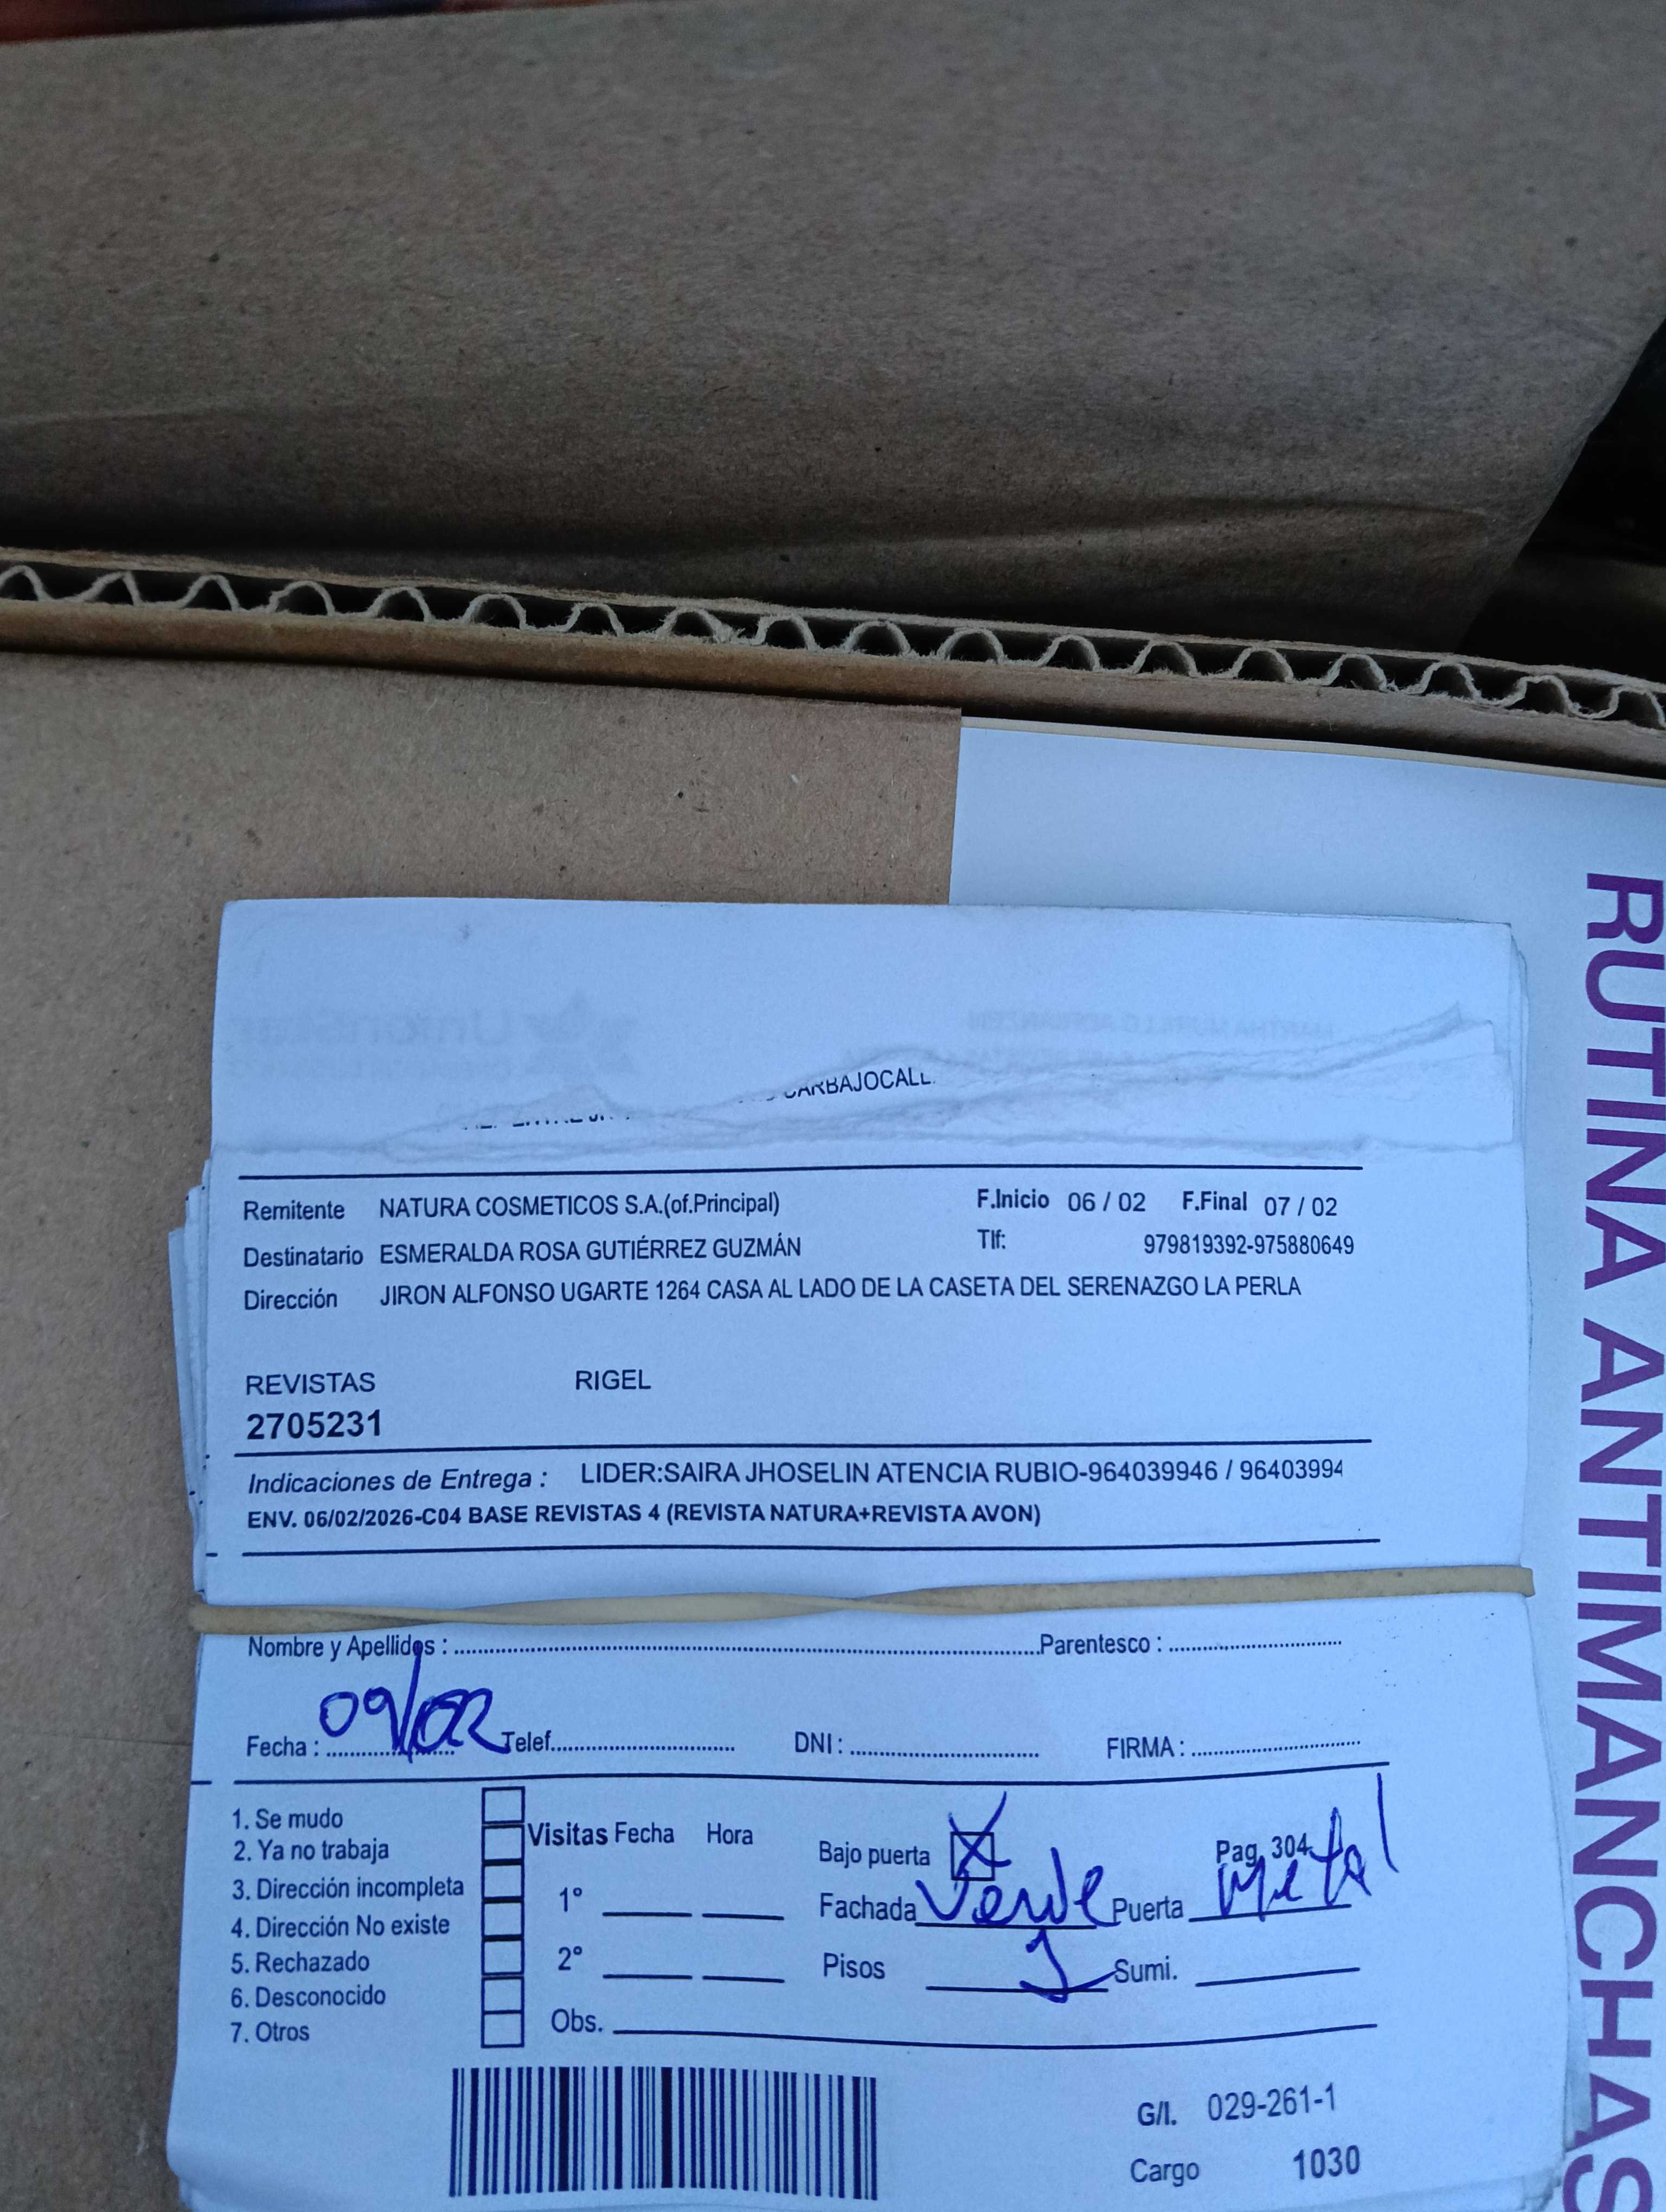 CARBAJOCALL.
Remitente NATURA COSMETICOS S.A.(of.Principal) F.Inicio 06 / 02 F.Final 07 / 02
Destinatario ESMERALDA ROSA GUTIÉRREZ GUZMÁN Tlf: 979819392-975880649
Dirección JIRON ALFONSO UGARTE 1264 CASA AL LADO DE LA CASETA DEL SERENAZGO LA PERLA
REVISTAS RIGEL
2705231
Indicaciones de Entrega : LIDER:SAIRA JHOSELIN ATENCIA RUBIO-964039946 / 96403994
ENV. 06/02/2026-C04 BASE REVISTAS 4 (REVISTA NATURA+REVISTA AVON)
Nombre y Apellidos : Parentesco :
Fecha : 09/02 Telef. DNI : FIRMA :
1. Se mudo
2. Ya no trabaja
3. Dirección incompleta
4. Dirección No existe
5. Rechazado
6. Desconocido
7. Otros
Visitas Fecha Hora
1°
2°
Obs.
Bajo puerta X Pag. 304
Fachada Verde Puerta Metal
Pisos 1 Sumi.
G/I. 029-261-1
Cargo 1030
RUTINA ANTIMANCHAS